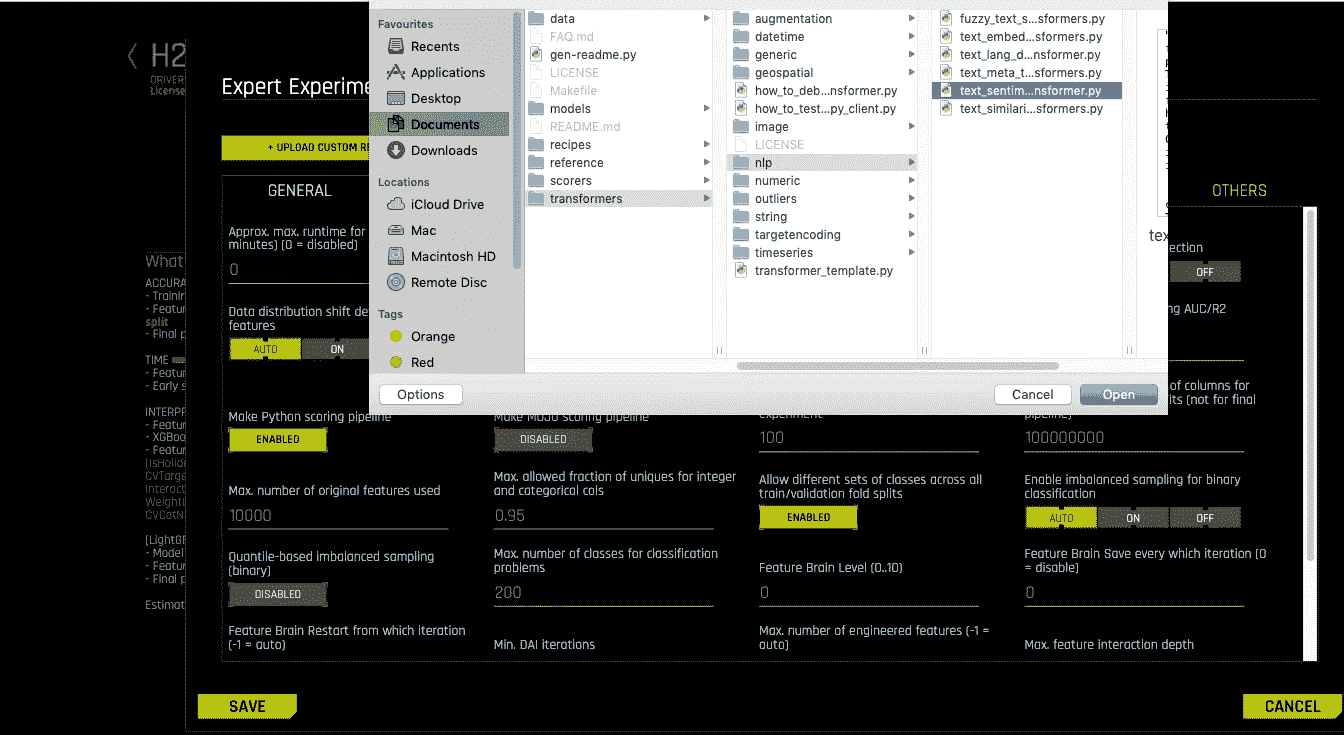 H2
DRIVER
License
Expert Experime
+ UPLOAD CUSTOM RE
GENERAL
OTHERS
Favourites
Recents
Applications
Desktop
Documents
Downloads
Locations
iCloud Drive
Mac
Macintosh HD
Remote Disc
Tags
Orange
Red
data
FAQ.md
gen-readme.py
LICENSE
Makefile
models
README.md
recipes
reference
scorers
transformers
augmentation
datetime
generic
geospatial
how_to_deb...nsformer.py
how_to_test...py_client.py
image
LICENSE
nlp
numeric
outliers
string
targetencoding
timeseries
transformer_template.py
fuzzy_text_s...sformers.py
text_embed...sformers.py
text_lang_d...nsformer.py
text_meta_t...sformers.py
text_sentim...nsformer.py
text_similari...sformers.py
tex
Options
Cancel
Open
What
ACCURA
- Trainin
- Featur
split
- Final p
TIME
- Featur
- Early s
INTERPR
- Featur
- XGBoo
- Featur
[IsHolid
CVTarge
Interact
WeightI
CVCatN
[LightGB
- Model
- Featur
- Final p
Estimat
Approx. max. runtime for
minutes) (0 = disabled)
0
ection
OFF
Data distribution shift de
features
AUTO
ON
ng AUC/R2
Make Python scoring pipeline
ENABLED
Make MOJO scoring pipeline
DISABLED
experiment
100
of columns for
its (not for final
pipeline)
100000000
Max. number of original features used
10000
Max. allowed fraction of uniques for integer
and categorical cols
0.95
Allow different sets of classes across all
train/validation fold splits
ENABLED
Enable imbalanced sampling for binary
classification
AUTO
ON
OFF
Quantile-based imbalanced sampling
(binary)
DISABLED
Max. number of classes for classification
problems
200
Feature Brain Level (0..10)
0
Feature Brain Save every which iteration (0
= disable)
0
Feature Brain Restart from which iteration
(-1 = auto)
Min. DAI iterations
Max. number of engineered features (-1 =
auto)
Max. feature interaction depth
SAVE
CANCEL